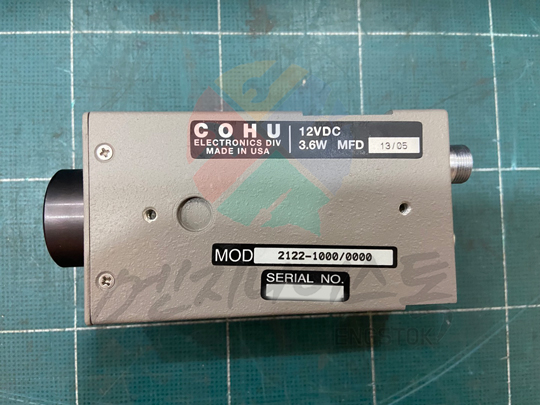 COHU
ELECTRONICS DIV
MADE IN USA
12VDC
3.6W MFD 13/05
MOD 2122-1000/0000
SERIAL NO.